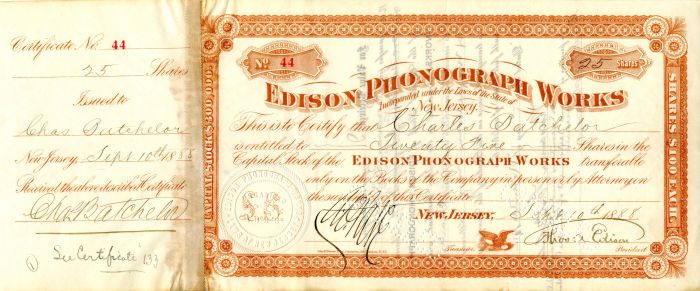 Certificate, No. 44
25 Shares
Issued to
Chas Batchelor
New Jersey, Sept 10th 1888
Received the above described Certificate
Chas Batchelor
See Certificate 133
CAPITAL STOCK $300,000.
No 44
25 Shares
EDISON PHONOGRAPH WORKS
Incorporated under the Laws of the State of
New Jersey.
This is to Certify that Charles Batchelor
is entitled to Twenty Five Shares in the
Capital Stock of the EDISON PHONOGRAPH WORKS transferable
only on the Books of the Company in person or by Attorney on
the surrender of this Certificate.
NEW JERSEY, Sept 10th 1888.
Thomas A Edison
Treasurer
President
SHARES $100 EACH.